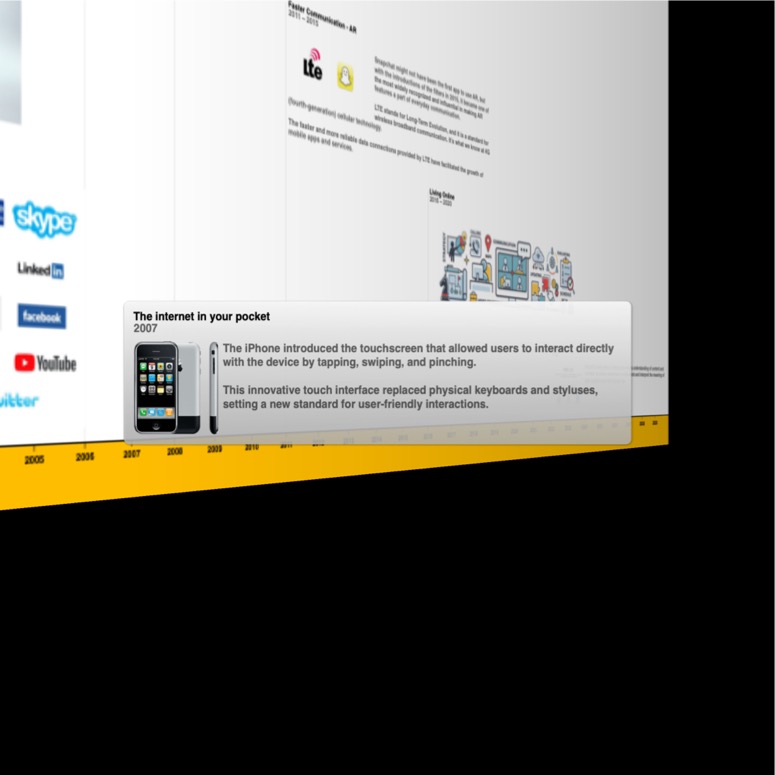 Faster Communication - AR
2011 – 2015
Lte
Snapchat might not have been the first app to use AR, but
with the introductions of the filters in 2015, it became one of
the most widely recognized and influential in making AR
features a part of everyday communication.
LTE stands for Long-Term Evolution, and it is a standard for
wireless broadband communication. It's what we know as 4G
(fourth-generation) cellular technology.
The faster and more reliable data connections provided by LTE have facilitated the growth of
mobile apps and services.
Living Online
2015 – 2020
skype
Linked in
facebook
YouTube
The internet in your pocket
2007
The iPhone introduced the touchscreen that allowed users to interact directly
with the device by tapping, swiping, and pinching.
This innovative touch interface replaced physical keyboards and styluses,
setting a new standard for user-friendly interactions.
2005 2006 2007 2008 2009 2010 2011